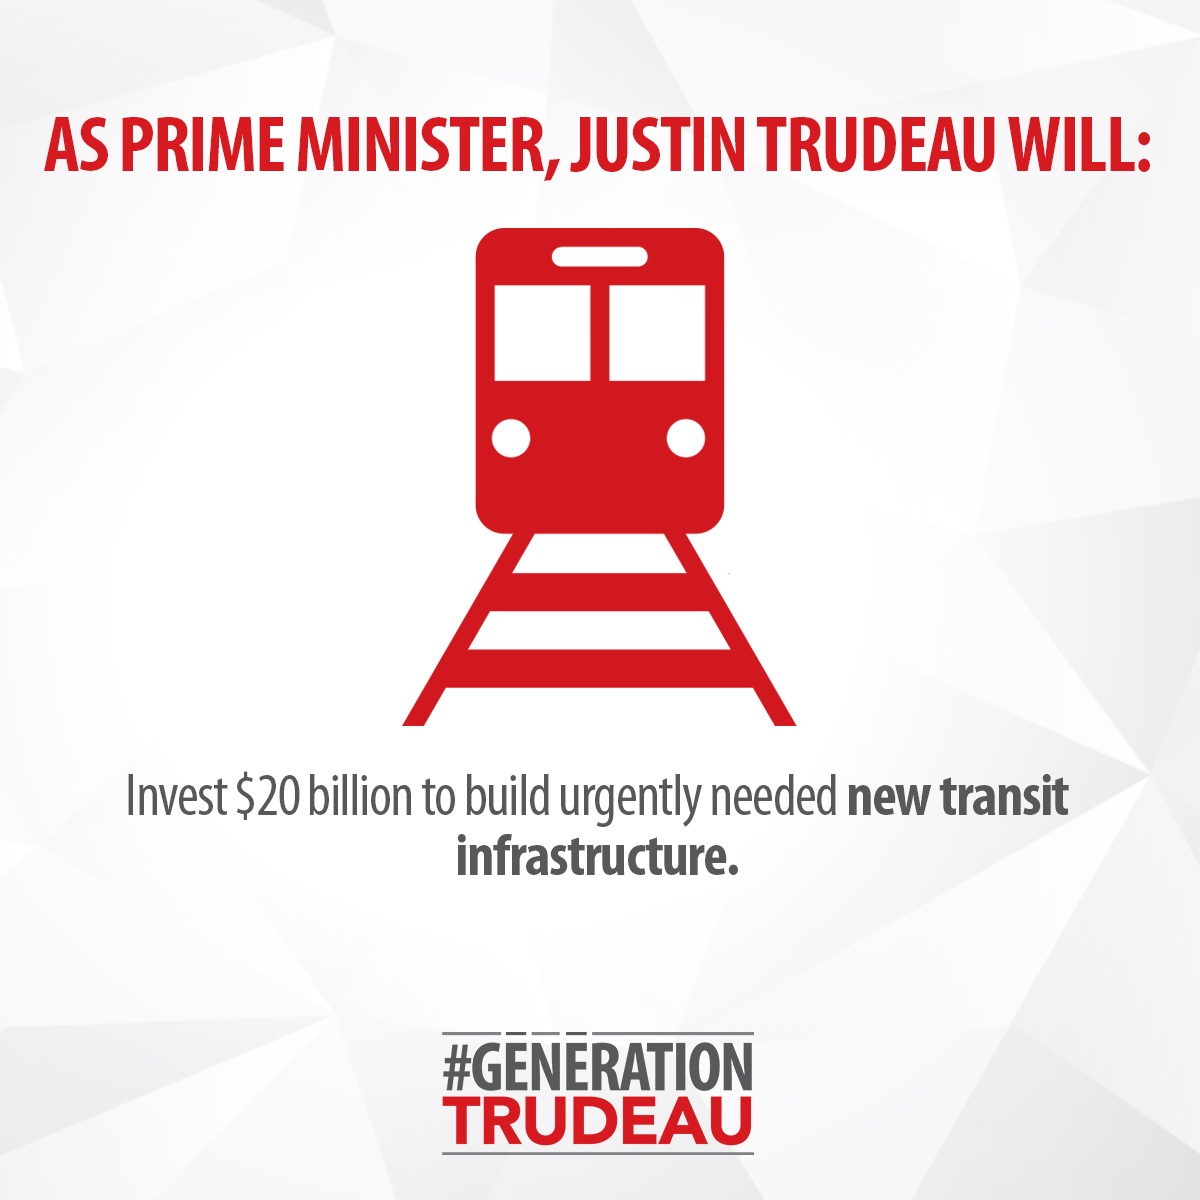 AS PRIME MINISTER, JUSTIN TRUDEAU WILL:
Invest $20 billion to build urgently needed new transit
infrastructure.
#GENERATION
TRUDEAU